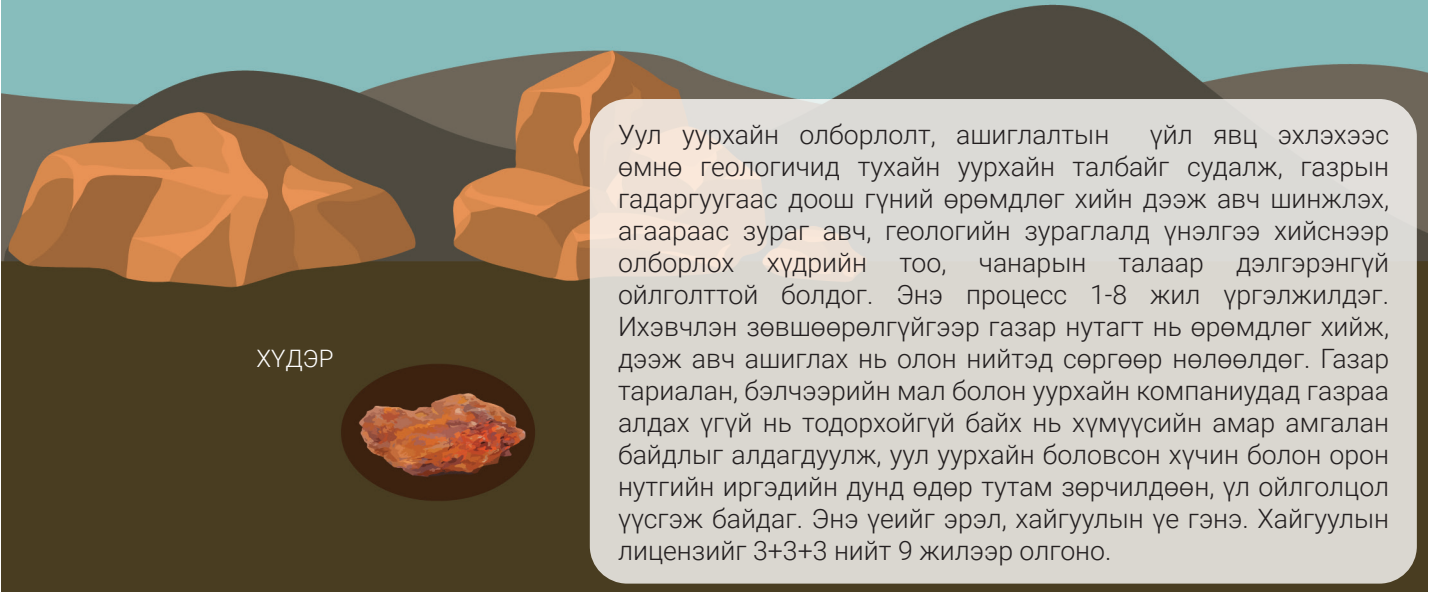 Уул уурхайн олборлолт, ашиглалтын үйл явц эхлэхээс
өмнө геологичид тухайн уурхайн талбайг судалж, газрын
гадаргуугаас доош гүний өрөмдлөг хийн дээж авч шинжлэх,
агаараас зураг авч, геологийн зураглалд үнэлгээ хийснээр
олборлох хүдрийн тоо, чанарын талаар дэлгэрэнгүй
ойлголттой болдог. Энэ процесс 1-8 жил үргэлжилдэг.
Ихэвчлэн зөвшөөрөлгүйгээр газар нутагт нь өрөмдлөг хийж,
дээж авч ашиглах нь олон нийтэд сөргөөр нөлөөлдөг. Газар
тариалан, бэлчээрийн мал болон уурхайн компаниудад газраа
алдах үгүй нь тодорхойгүй байх нь хүмүүсийн амар амгалан
байдлыг алдагдуулж, уул уурхайн боловсон хүчин болон орон
нутгийн иргэдийн дунд өдөр тутам зөрчилдөөн, үл ойлголцол
үүсгэж байдаг. Энэ үеийг эрэл, хайгуулын үе гэнэ. Хайгуулын
лицензийг 3+3+3 нийт 9 жилээр олгоно.
ХҮДЭР